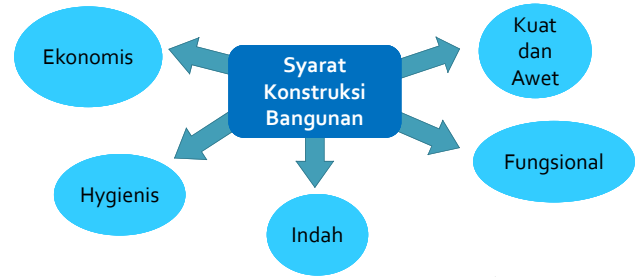 Syarat
Konstruksi
Bangunan
Ekonomis
Kuat
dan
Awet
Hygienis
Fungsional
Indah